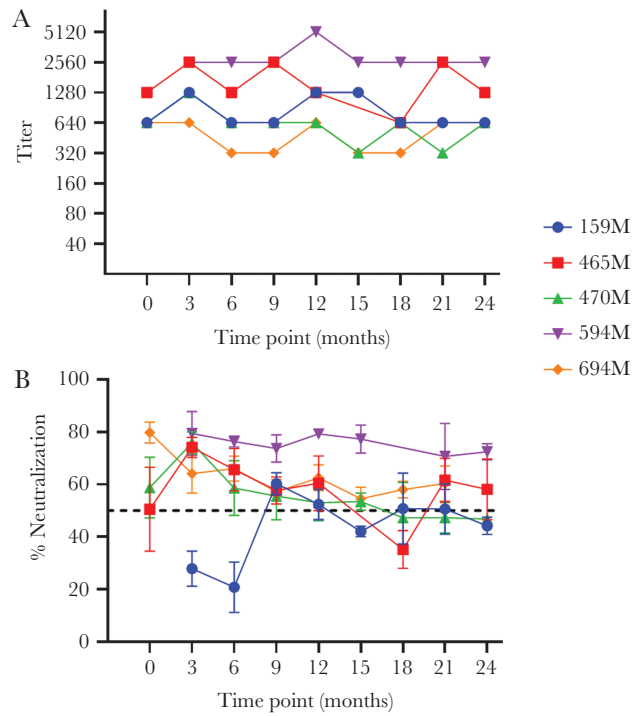 A
Titer
5120
2560
1280
640
320
160
80
40
0 3 6 9 12 15 18 21 24
Time point (months)
159M
465M
470M
594M
694M
B
% Neutralization
100
80
60
40
20
0
0 3 6 9 12 15 18 21 24
Time point (months)